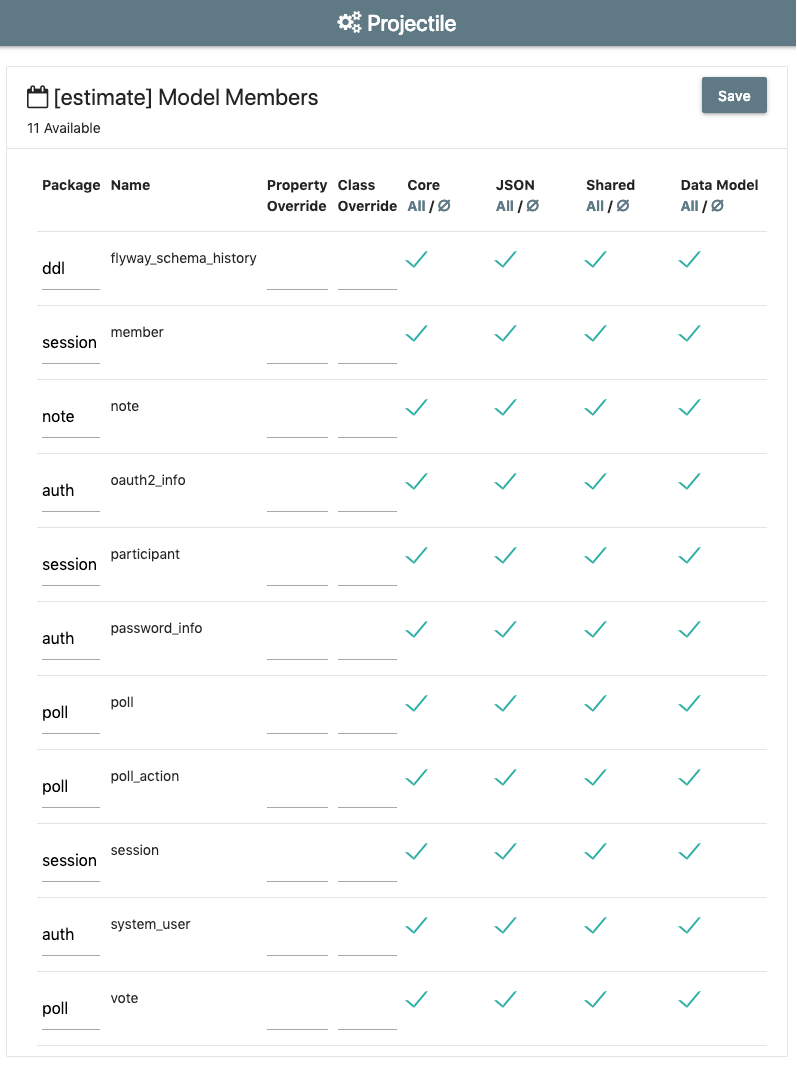 Projectile
[estimate] Model Members
Save
11 Available
Package Name Property Override Class Override Core JSON Shared Data Model
All / Ø All / Ø All / Ø All / Ø
ddl flyway_schema_history
session member
note note
auth oauth2_info
session participant
auth password_info
poll poll
poll poll_action
session session
auth system_user
poll vote